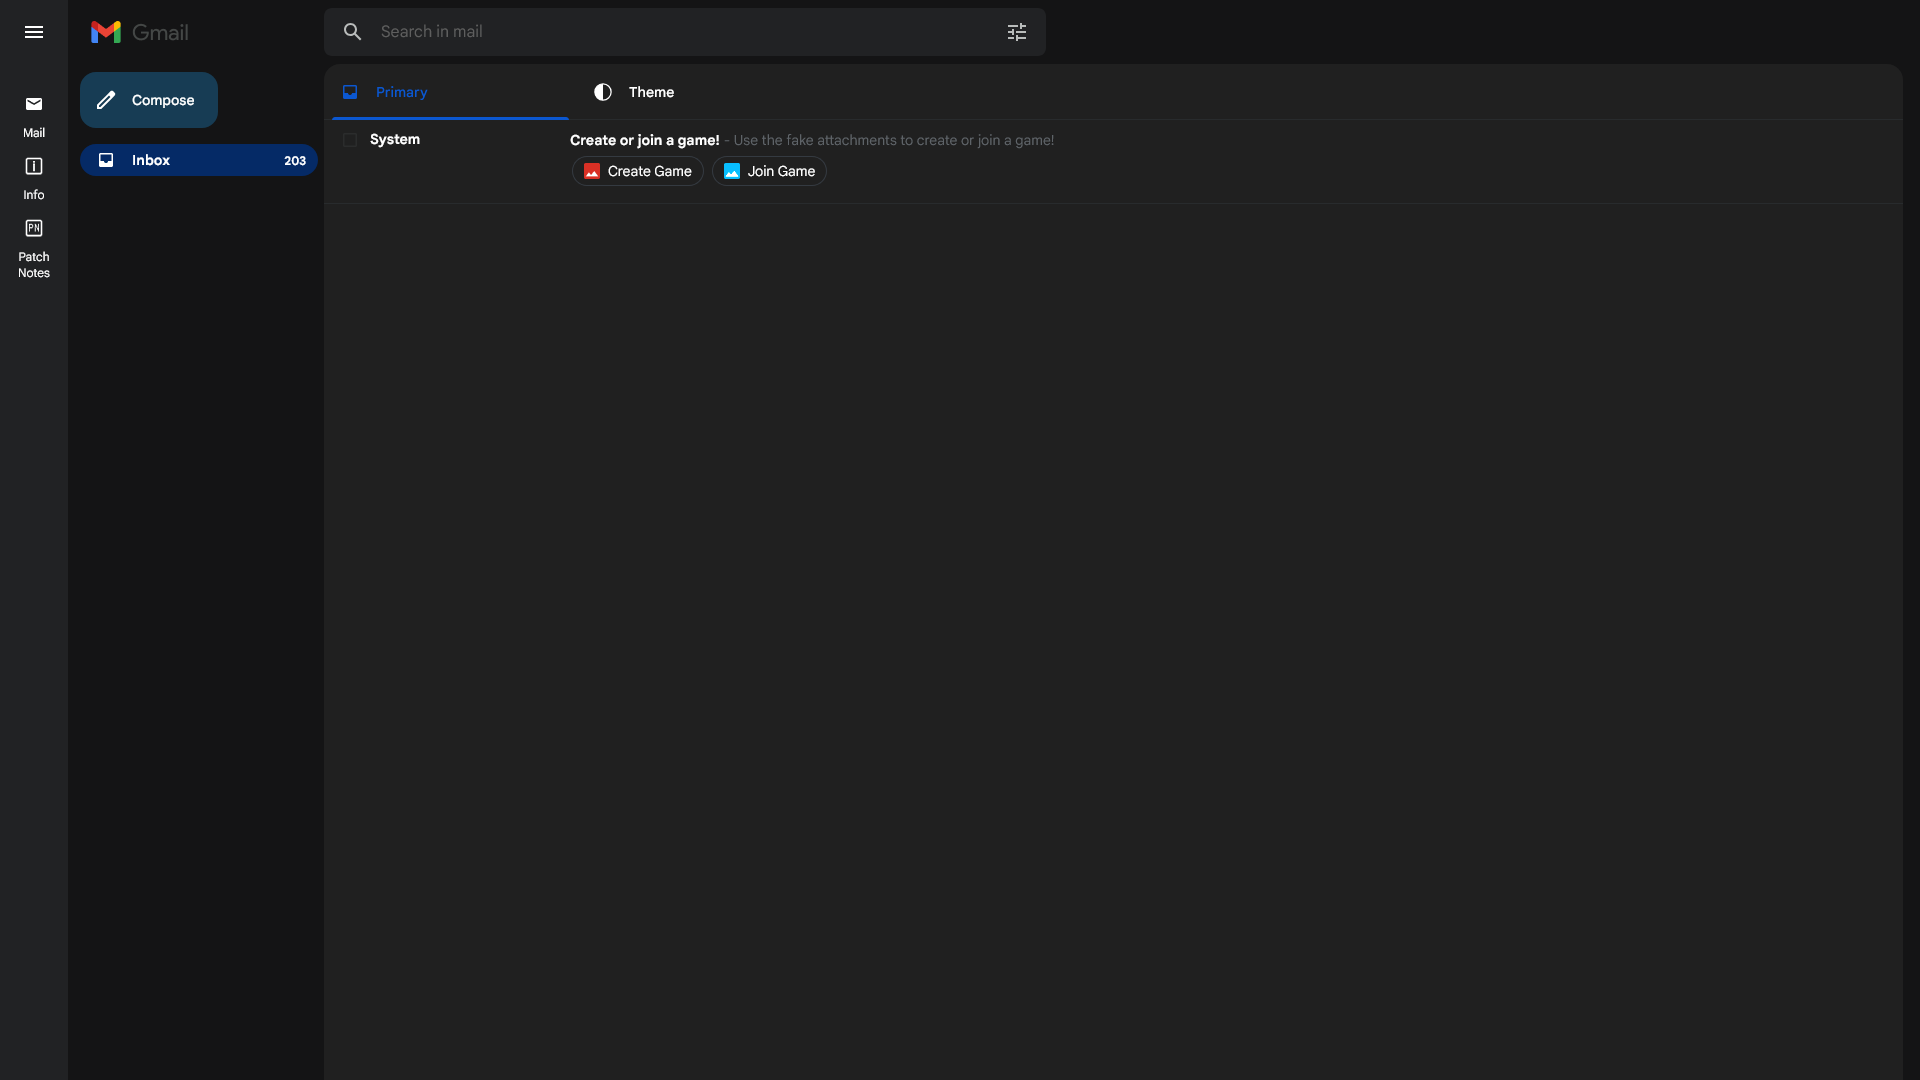 Gmail
Search in mail
Compose
Mail
Inbox 203
Info
PN
Patch
Notes
Primary
Theme
System
Create or join a game! - Use the fake attachments to create or join a game!
Create Game
Join Game